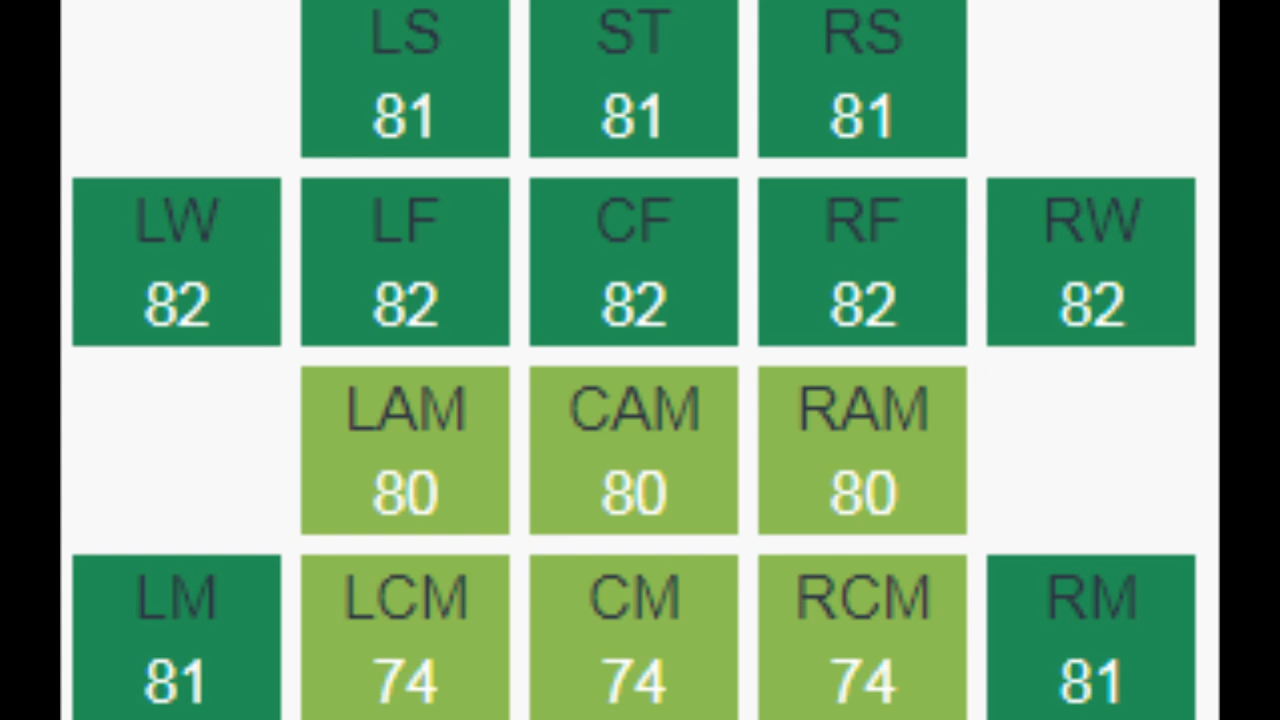 LS ST RS
81 81 81
LW LF CF RF RW
82 82 82 82 82
LAM CAM RAM
80 80 80
LM LCM CM RCM RM
81 74 74 74 81